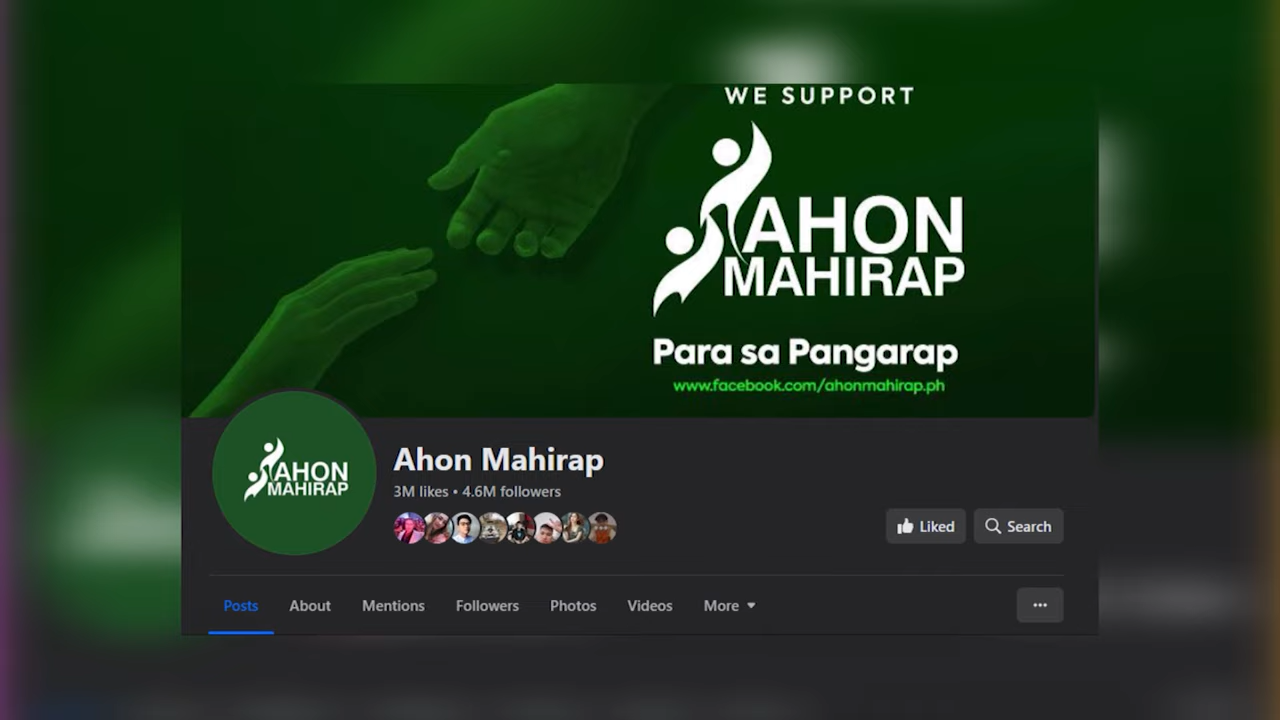 WE SUPPORT
AHON
MAHIRAP
Para sa Pangarap
www.facebook.com/ahonmahirap.ph
AHON
MAHIRAP
Ahon Mahirap
3M likes • 4.6M followers
Liked
Search
Posts
About
Mentions
Followers
Photos
Videos
More